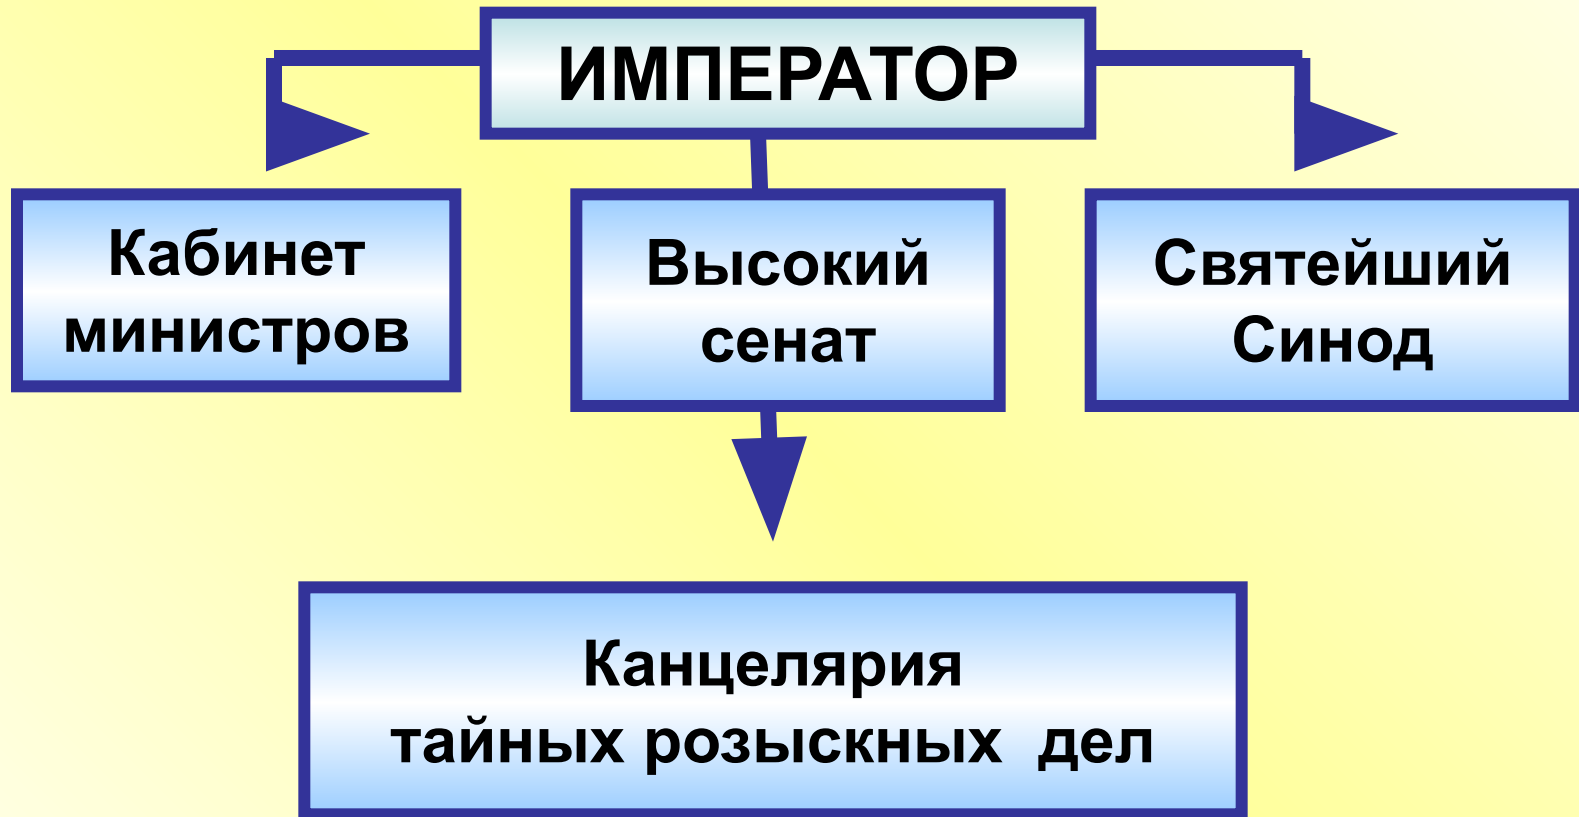 ИМПЕРАТОР
Кабинет
министров
Высокий
сенат
Святейший
Синод
Канцелярия
тайных розыскных дел